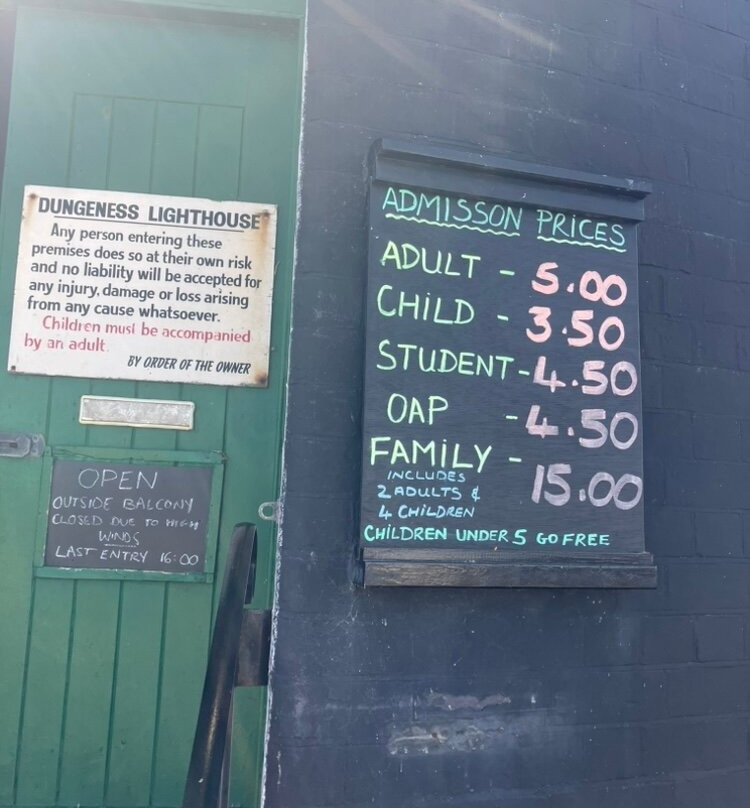 DUNGENESS LIGHTHOUSE
Any person entering these
premises does so at their own risk
and no liability will be accepted for
any injury, damage or loss arising
from any cause whatsoever.
Children must be accompanied
by an adult.
BY ORDER OF THE OWNER
OPEN
OUTSIDE BALCONY
CLOSED DUE TO HIGH
WINDS
LAST ENTRY 16:00
ADMISSON PRICES
ADULT - 5.00
CHILD - 3.50
STUDENT - 4.50
OAP - 4.50
FAMILY - 15.00
INCLUDES
2 ADULTS &
4 CHILDREN
CHILDREN UNDER 5 GO FREE